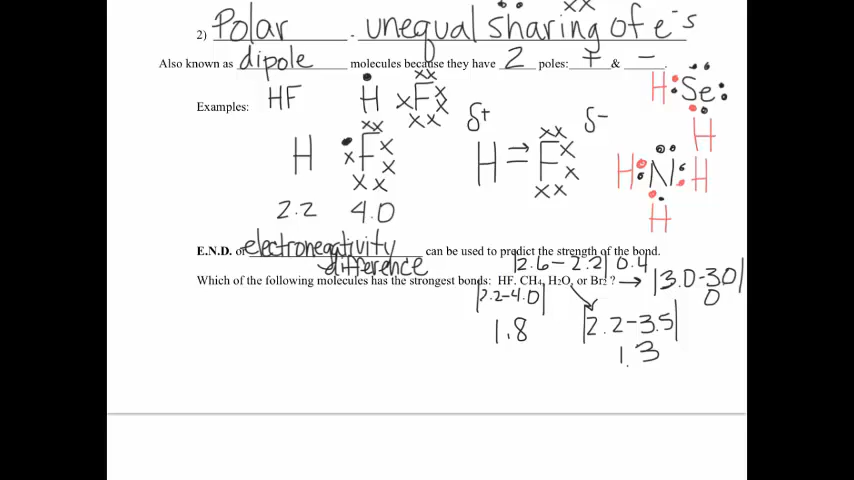 2) Polar - unequal sharing of e⁻s
Also known as dipole molecules because they have 2 poles: + & -.
Examples: HF H F
H Se
H
H F
δ+ δ-
H F
H N H
H
2.2 4.0
E.N.D. or electronegativity difference can be used to predict the strength of the bond.
|2.6-2.2| 0.4
Which of the following molecules has the strongest bonds: HF, CH4, H2O, or Br2 ? → |3.0-3.0|
0
|2.2-4.0|
1.8
|2.2-3.5|
1.3